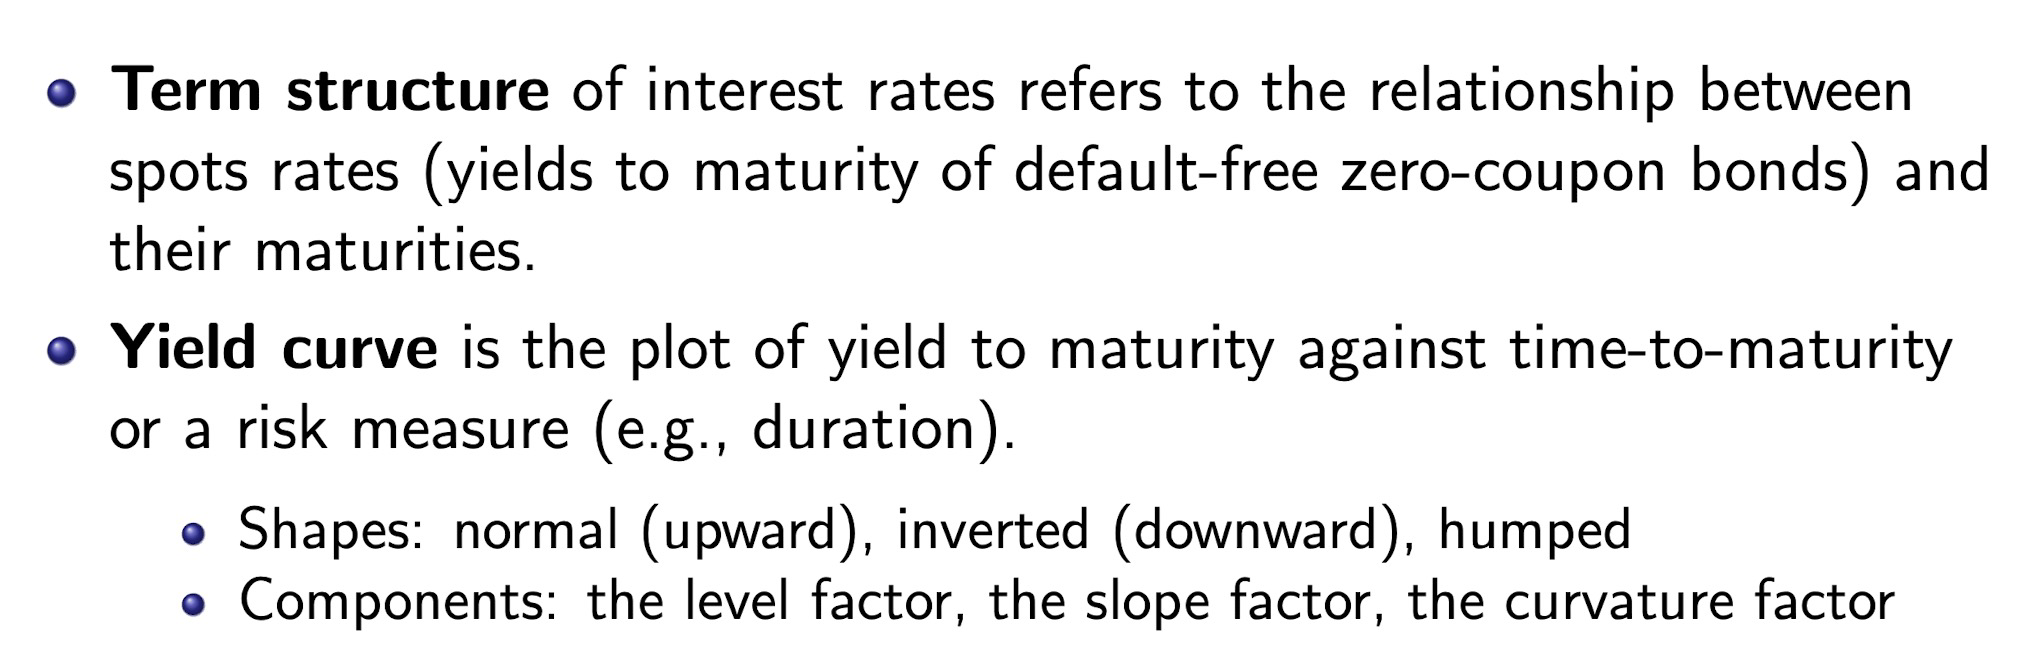 Term structure of interest rates refers to the relationship between
spots rates (yields to maturity of default-free zero-coupon bonds) and
their maturities.
Yield curve is the plot of yield to maturity against time-to-maturity
or a risk measure (e.g., duration).
Shapes: normal (upward), inverted (downward), humped
Components: the level factor, the slope factor, the curvature factor